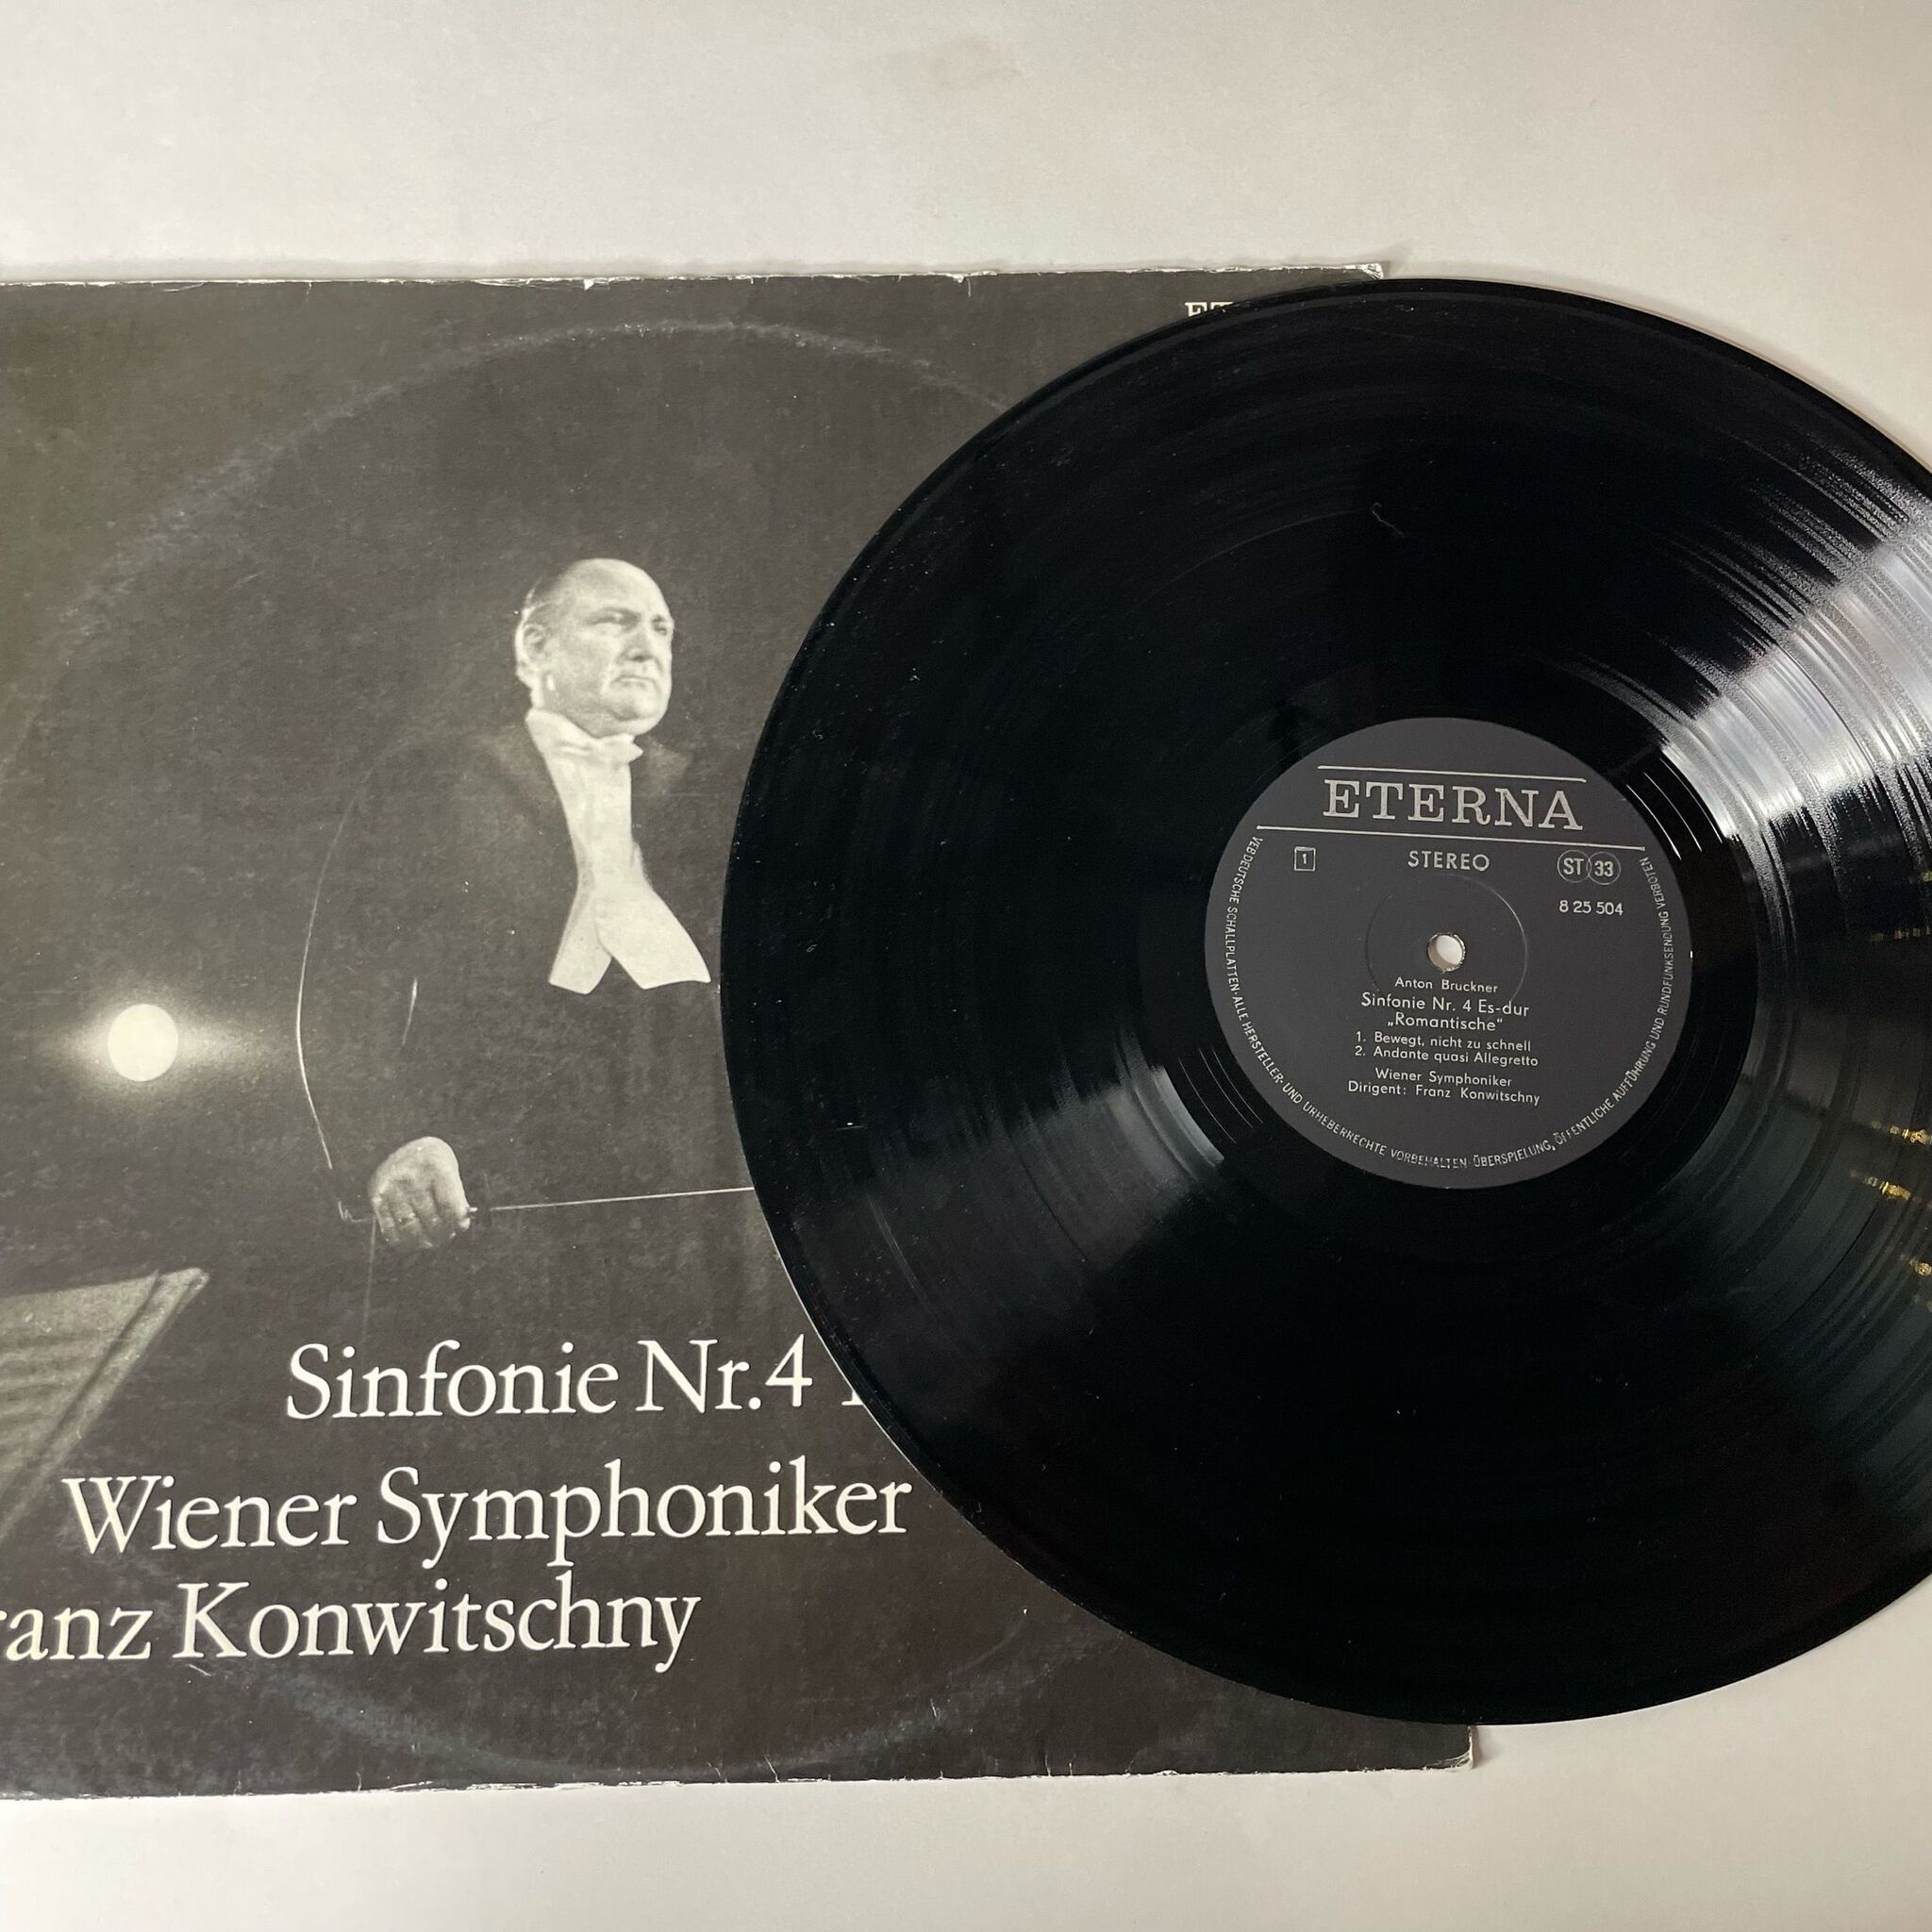 Sinfonie Nr.4
Wiener Symphoniker
ranz Konwitschny
ETERNA
1 STEREO ST 33
8 25 504
Anton Bruckner
Sinfonie Nr. 4 Es-dur
„Romantische“
1. Bewegt, nicht zu schnell
2. Andante quasi Allegretto
Wiener Symphoniker
Dirigent: Franz Konwitschny
VEB DEUTSCHE SCHALLPLATTEN · ALLE HERSTELLER- UND URHEBERRECHTE VORBEHALTEN · ÜBERSPIELUNG, ÖFFENTLICHE AUFFÜHRUNG UND RUNDFUNKSENDUNG VERBOTEN